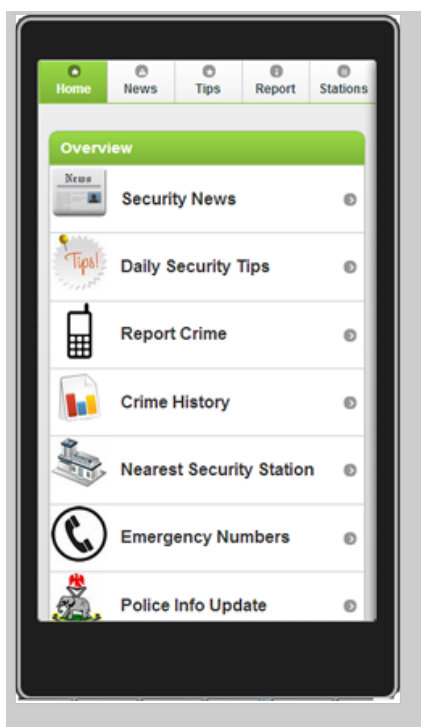 Home News Tips Report Stations
Overview
News
Security News
Tips!
Daily Security Tips
Report Crime
Crime History
Nearest Security Station
Emergency Numbers
Police Info Update